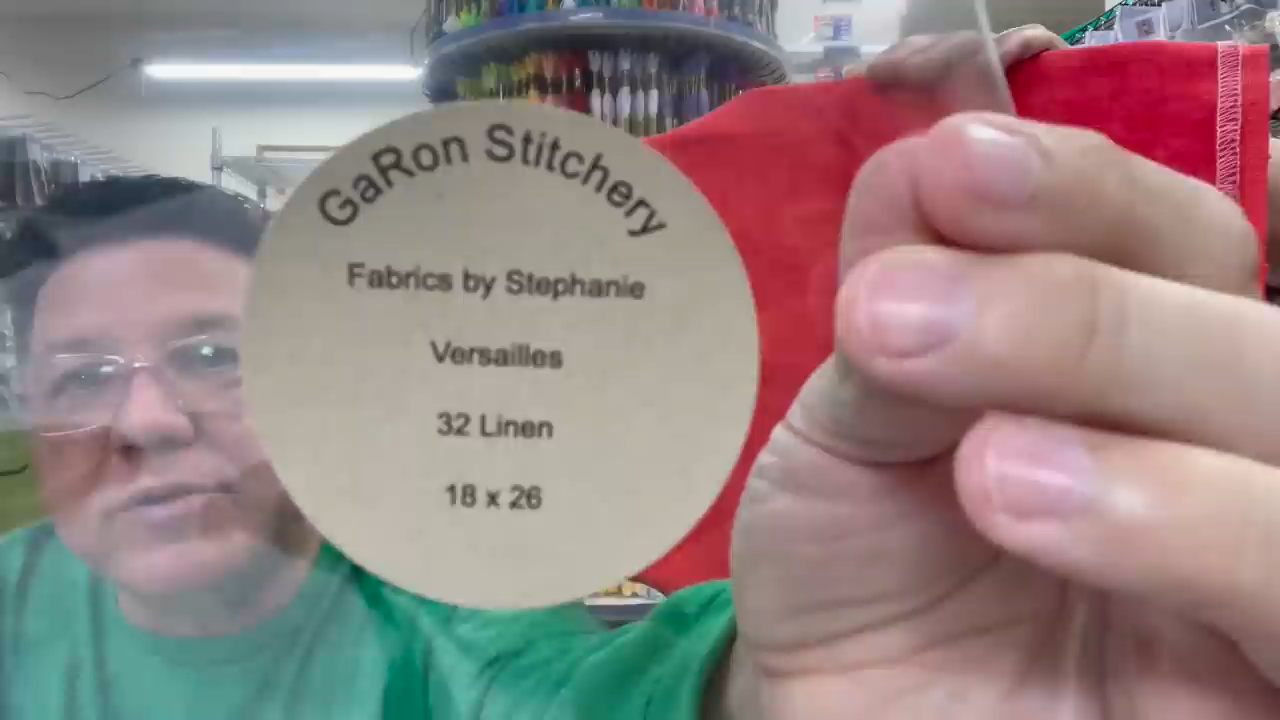 GaRon Stitchery
Fabrics by Stephanie
Versailles
32 Linen
18 x 26